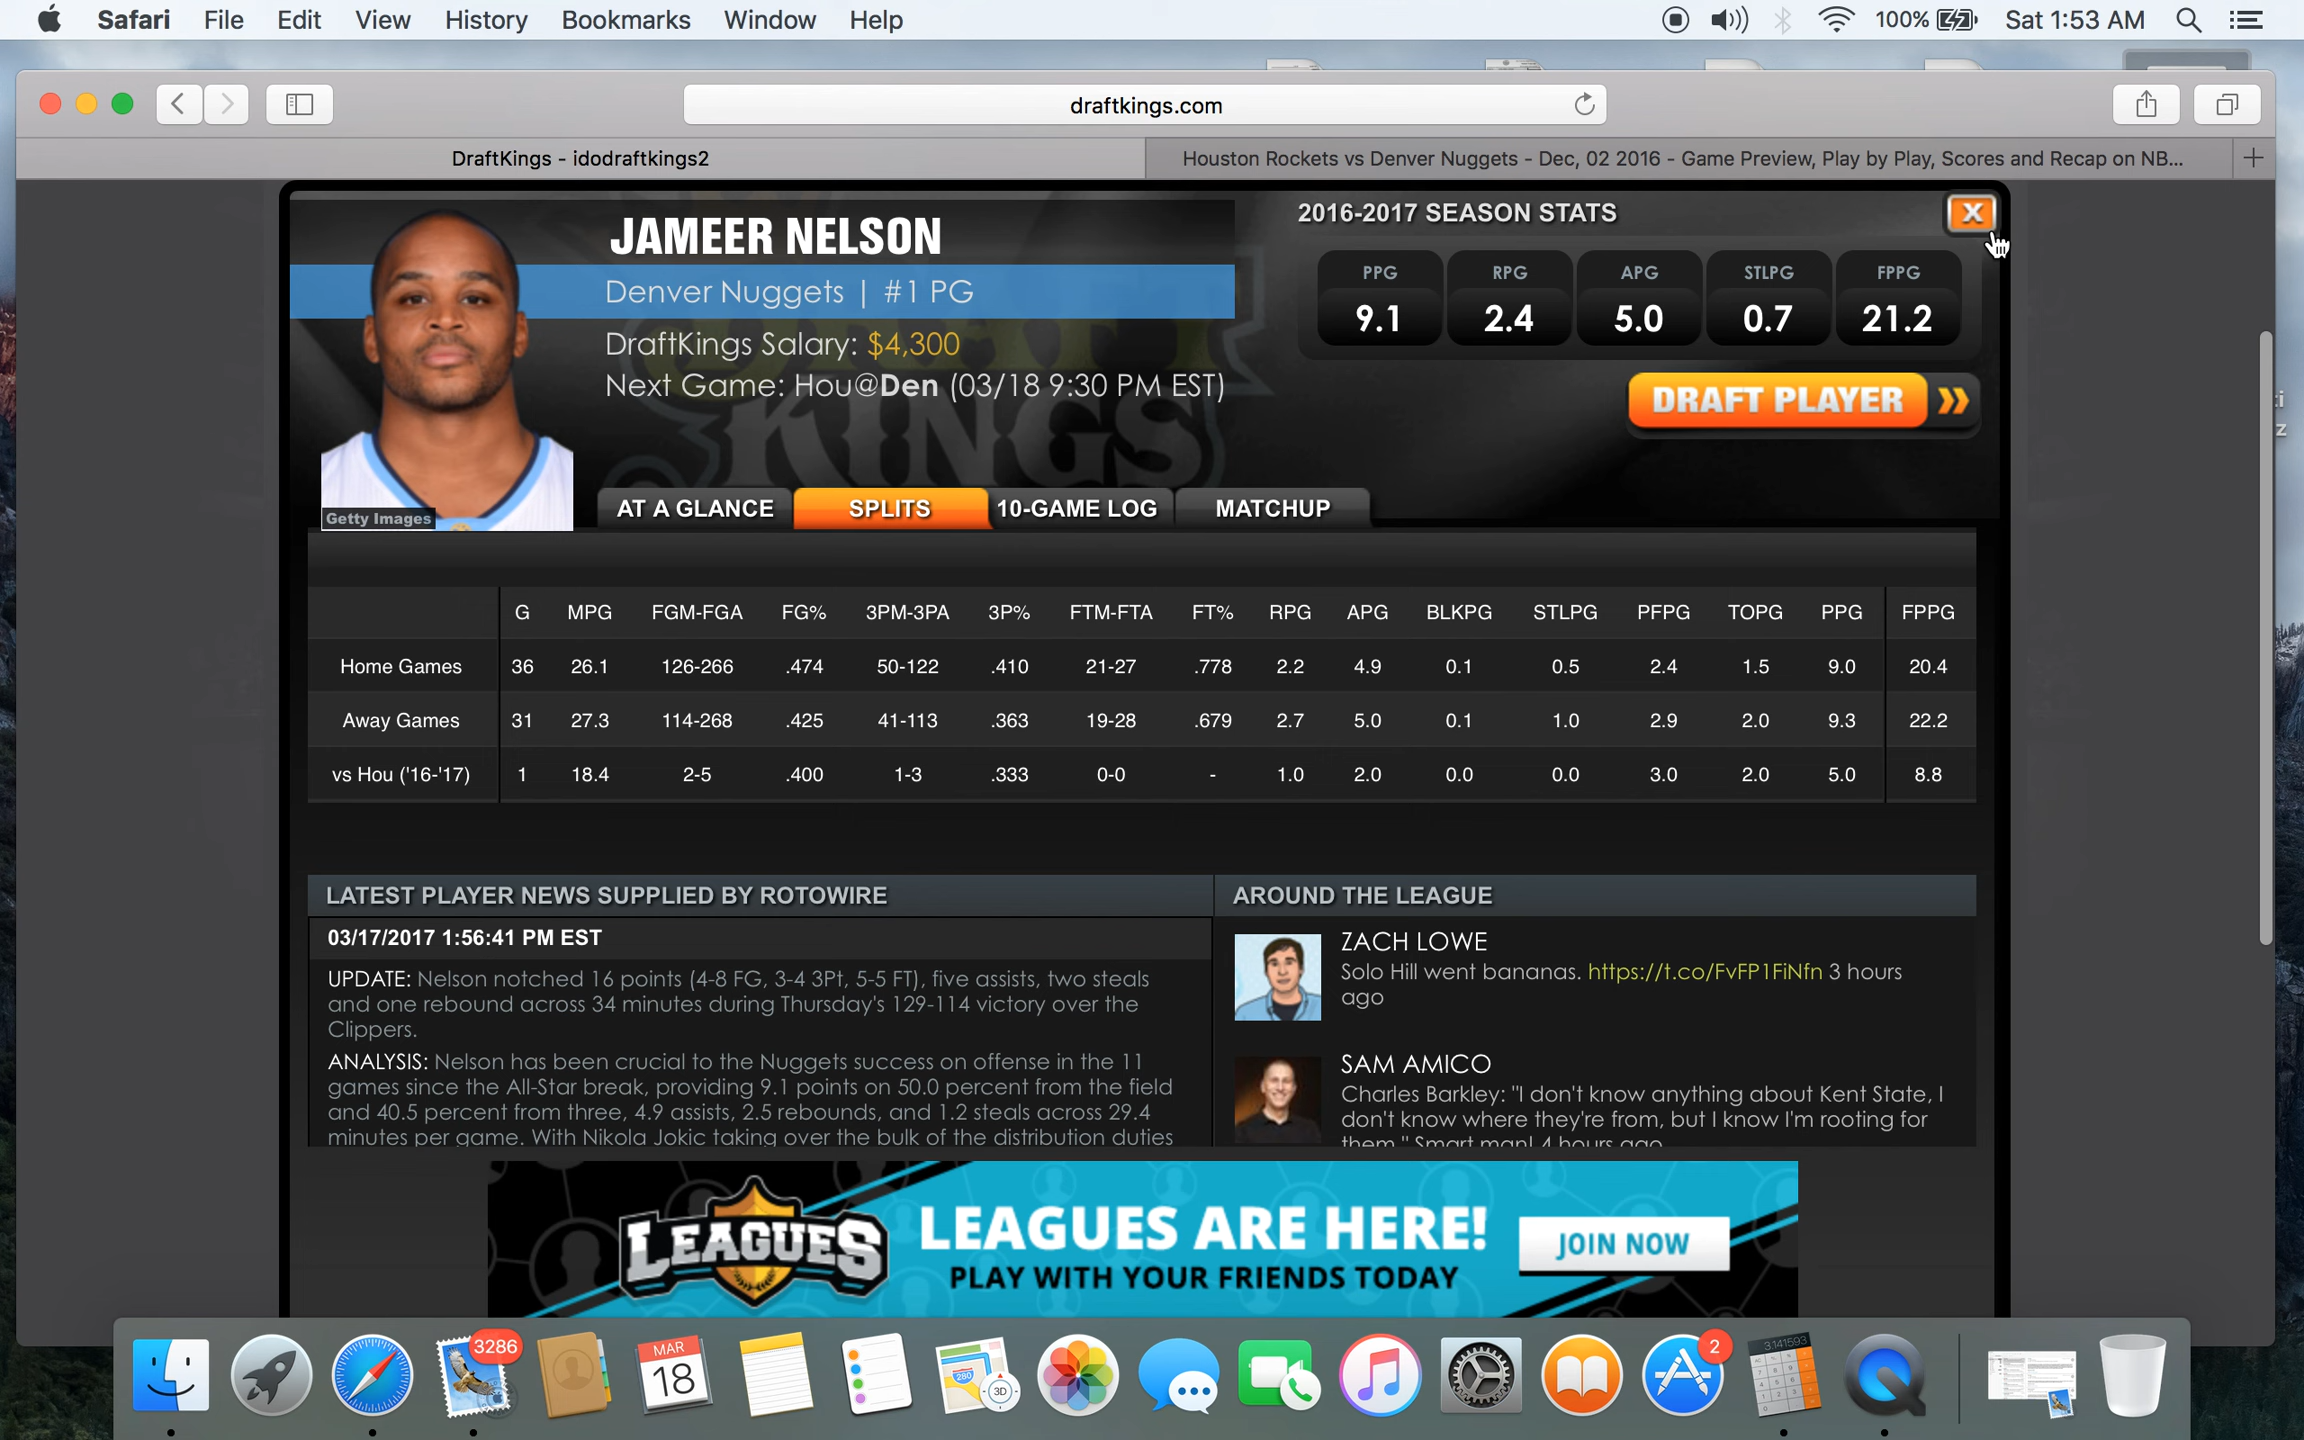 Safari File Edit View History Bookmarks Window Help 100% Sat 1:53 AM
draftkings.com
DraftKings - idodraftkings2
Houston Rockets vs Denver Nuggets - Dec, 02 2016 - Game Preview, Play by Play, Scores and Recap on NB...
JAMEER NELSON
Denver Nuggets | #1 PG
DraftKings Salary: $4,300
Next Game: Hou@Den (03/18 9:30 PM EST)
KINGS
Getty Images
2016-2017 SEASON STATS
X
PPG RPG APG STLPG FPPG
9.1 2.4 5.0 0.7 21.2
DRAFT PLAYER
AT A GLANCE SPLITS 10-GAME LOG MATCHUP
G MPG FGM-FGA FG% 3PM-3PA 3P% FTM-FTA FT% RPG APG BLKPG STLPG PFPG TOPG PPG FPPG
Home Games 36 26.1 126-266 .474 50-122 .410 21-27 .778 2.2 4.9 0.1 0.5 2.4 1.5 9.0 20.4
Away Games 31 27.3 114-268 .425 41-113 .363 19-28 .679 2.7 5.0 0.1 1.0 2.9 2.0 9.3 22.2
vs Hou ('16-'17) 1 18.4 2-5 .400 1-3 .333 0-0 - 1.0 2.0 0.0 0.0 3.0 2.0 5.0 8.8
LATEST PLAYER NEWS SUPPLIED BY ROTOWIRE
03/17/2017 1:56:41 PM EST
UPDATE: Nelson notched 16 points (4-8 FG, 3-4 3Pt, 5-5 FT), five assists, two steals
and one rebound across 34 minutes during Thursday's 129-114 victory over the
Clippers.
ANALYSIS: Nelson has been crucial to the Nuggets success on offense in the 11
games since the All-Star break, providing 9.1 points on 50.0 percent from the field
and 40.5 percent from three, 4.9 assists, 2.5 rebounds, and 1.2 steals across 29.4
minutes per game. With Nikola Jokic taking over the bulk of the distribution duties
AROUND THE LEAGUE
ZACH LOWE
Solo Hill went bananas. https://t.co/FvFP1FiNfn 3 hours
ago
SAM AMICO
Charles Barkley: "I don't know anything about Kent State, I
don't know where they're from, but I know I'm rooting for
them." Smart man! 4 hours ago
LEAGUES
LEAGUES ARE HERE!
PLAY WITH YOUR FRIENDS TODAY
JOIN NOW
3286
MAR
18
280
3D
2
3.141593